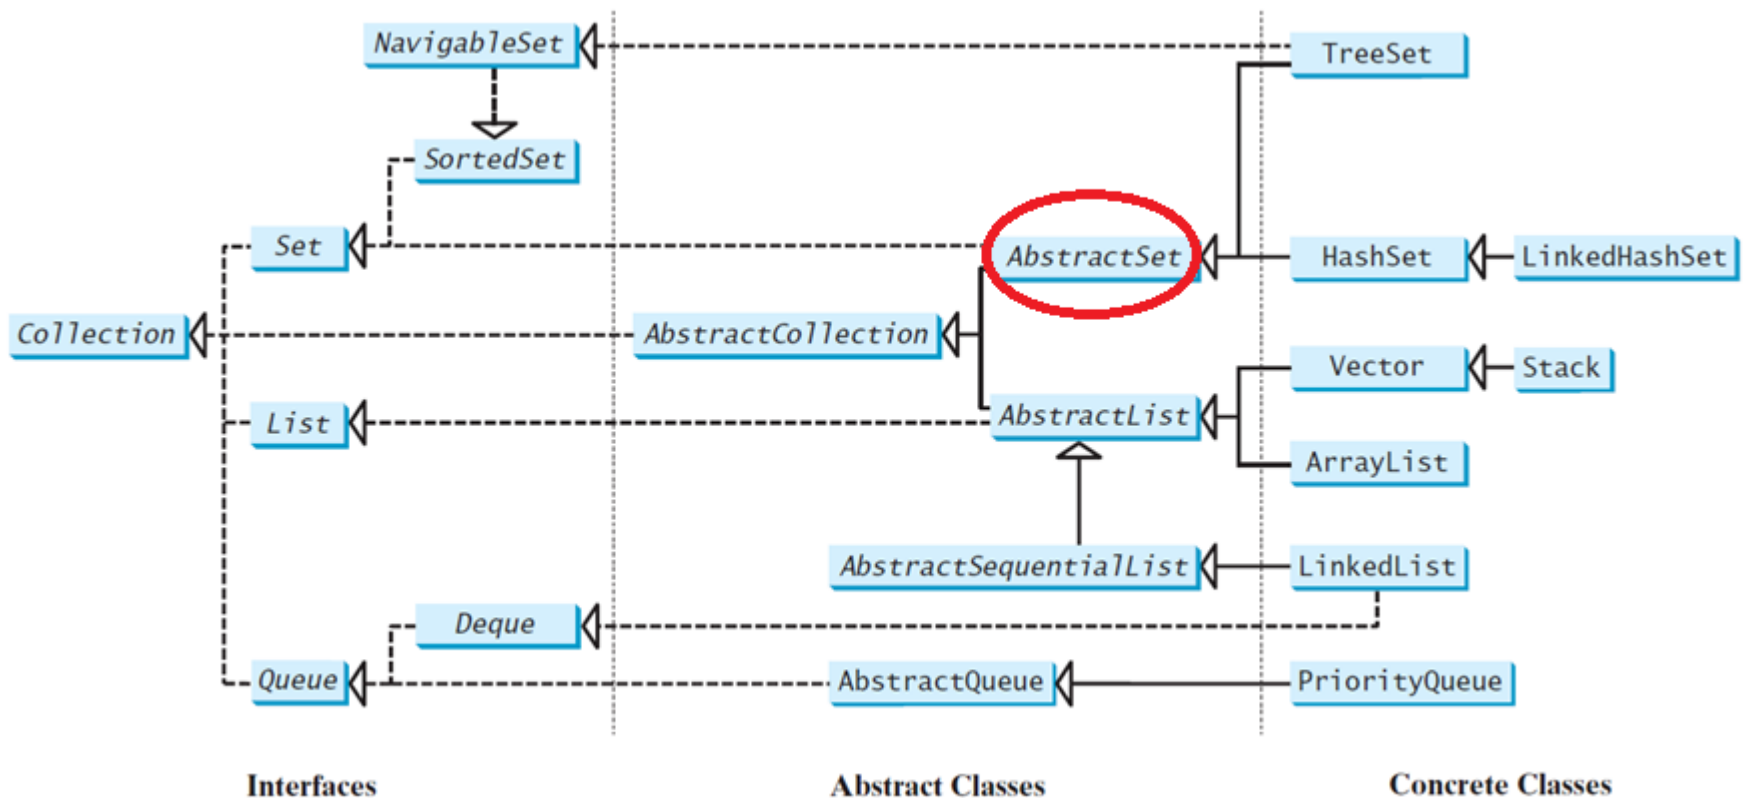 NavigableSet
TreeSet
SortedSet
Set
AbstractSet
HashSet
LinkedHashSet
Collection
AbstractCollection
Vector
Stack
List
AbstractList
ArrayList
AbstractSequentialList
LinkedList
Deque
Queue
AbstractQueue
PriorityQueue
Interfaces
Abstract Classes
Concrete Classes